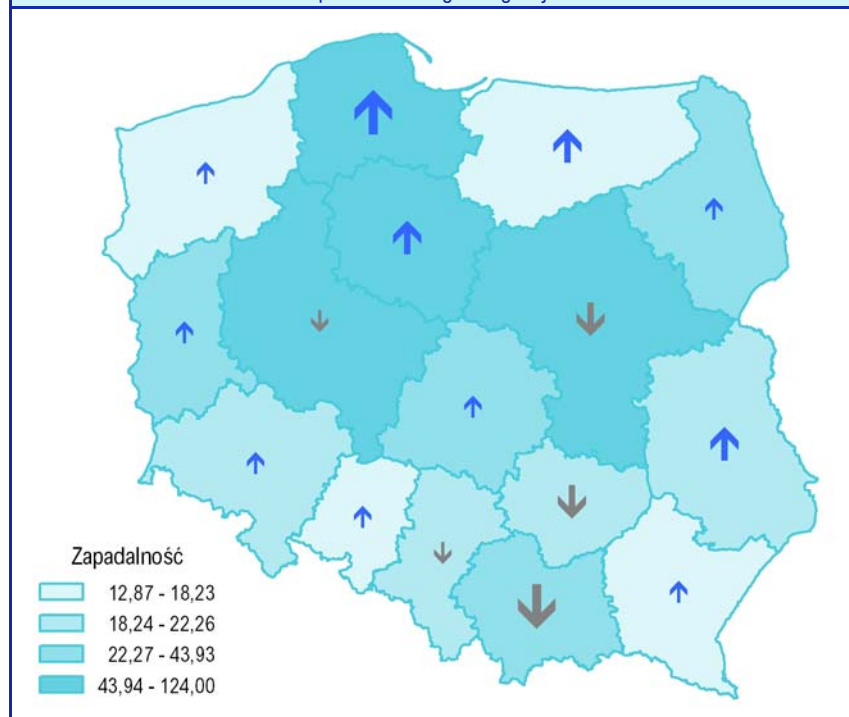 Zapadalność
12,87 - 18,23
18,24 - 22,26
22,27 - 43,93
43,94 - 124,00